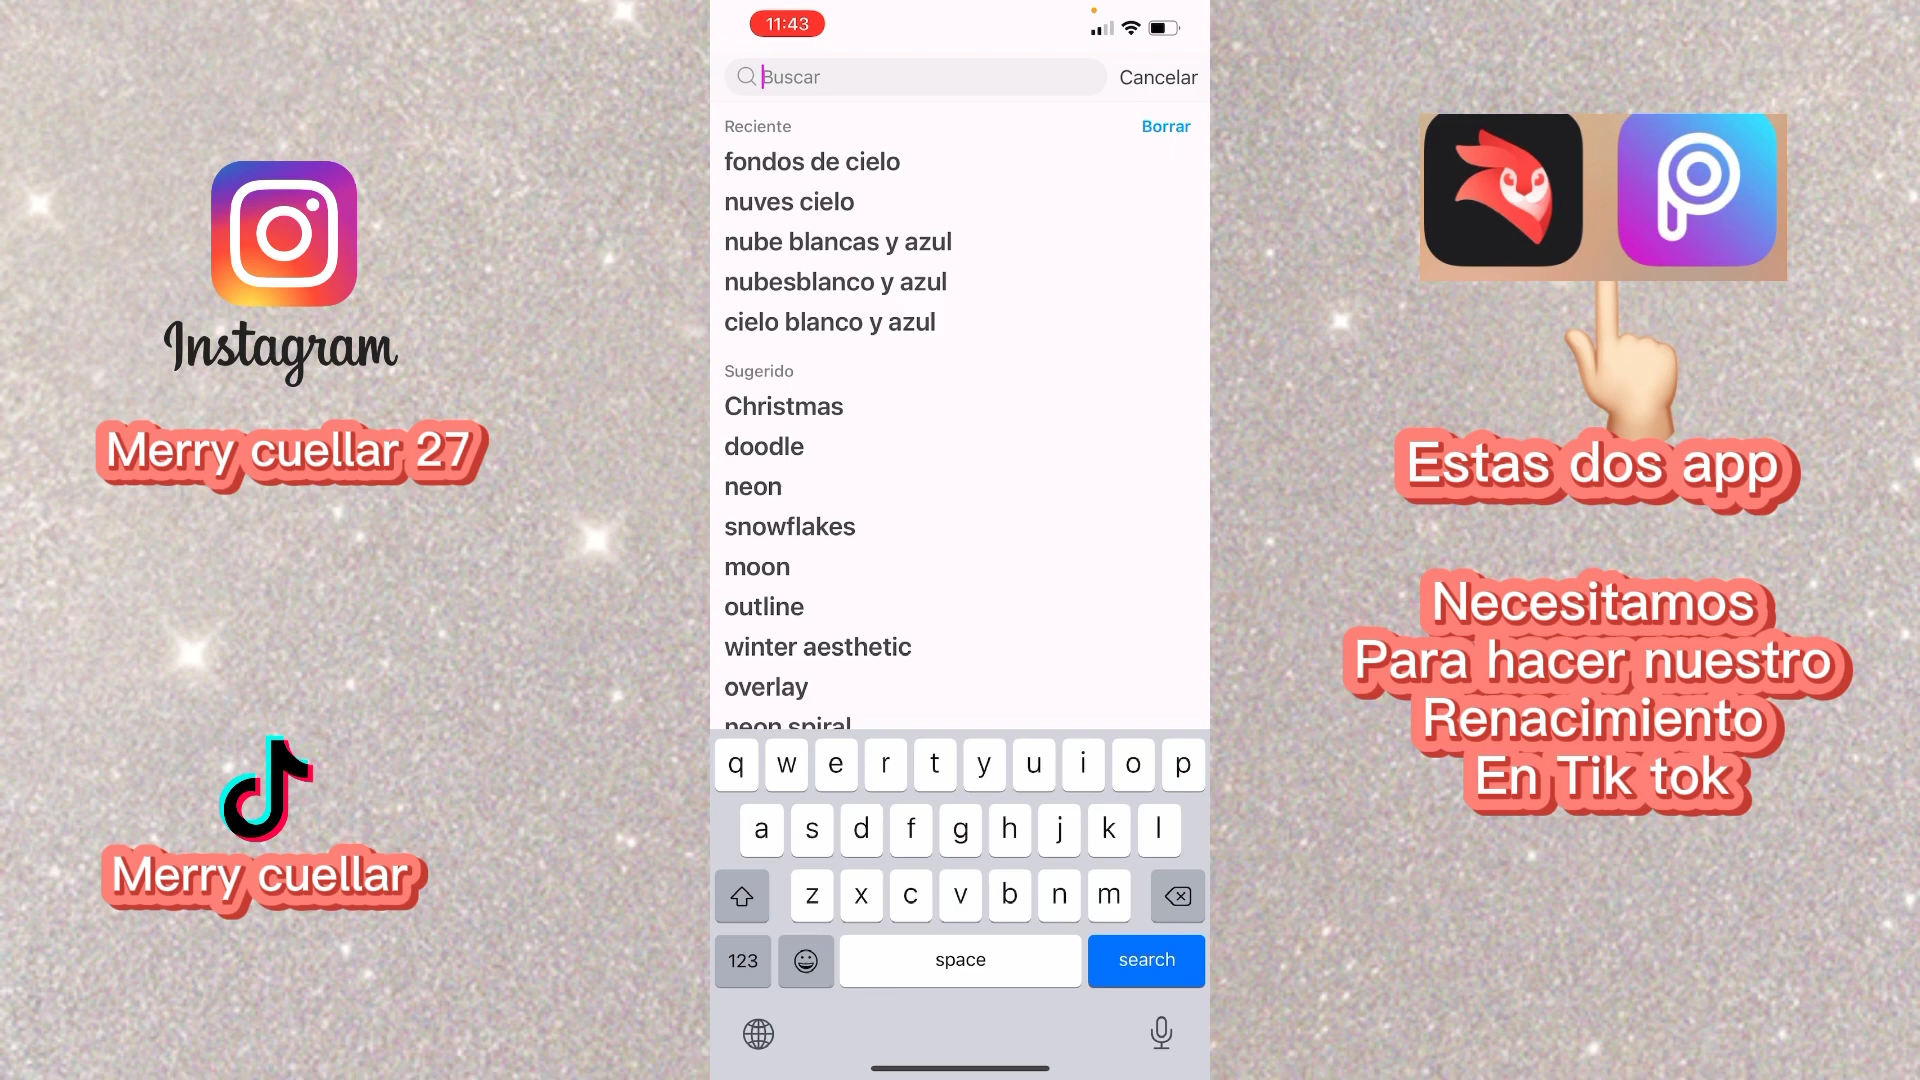 Instagram
Merry cuellar 27
Merry cuellar
11:43
Buscar
Cancelar
Reciente
Borrar
fondos de cielo
nuves cielo
nube blancas y azul
nubesblanco y azul
cielo blanco y azul
Sugerido
Christmas
doodle
neon
snowflakes
moon
outline
winter aesthetic
overlay
neon spiral
q w e r t y u i o p
a s d f g h j k l
z x c v b n m
123
space
search
Estas dos app
Necesitamos
Para hacer nuestro
Renacimiento
En Tik tok